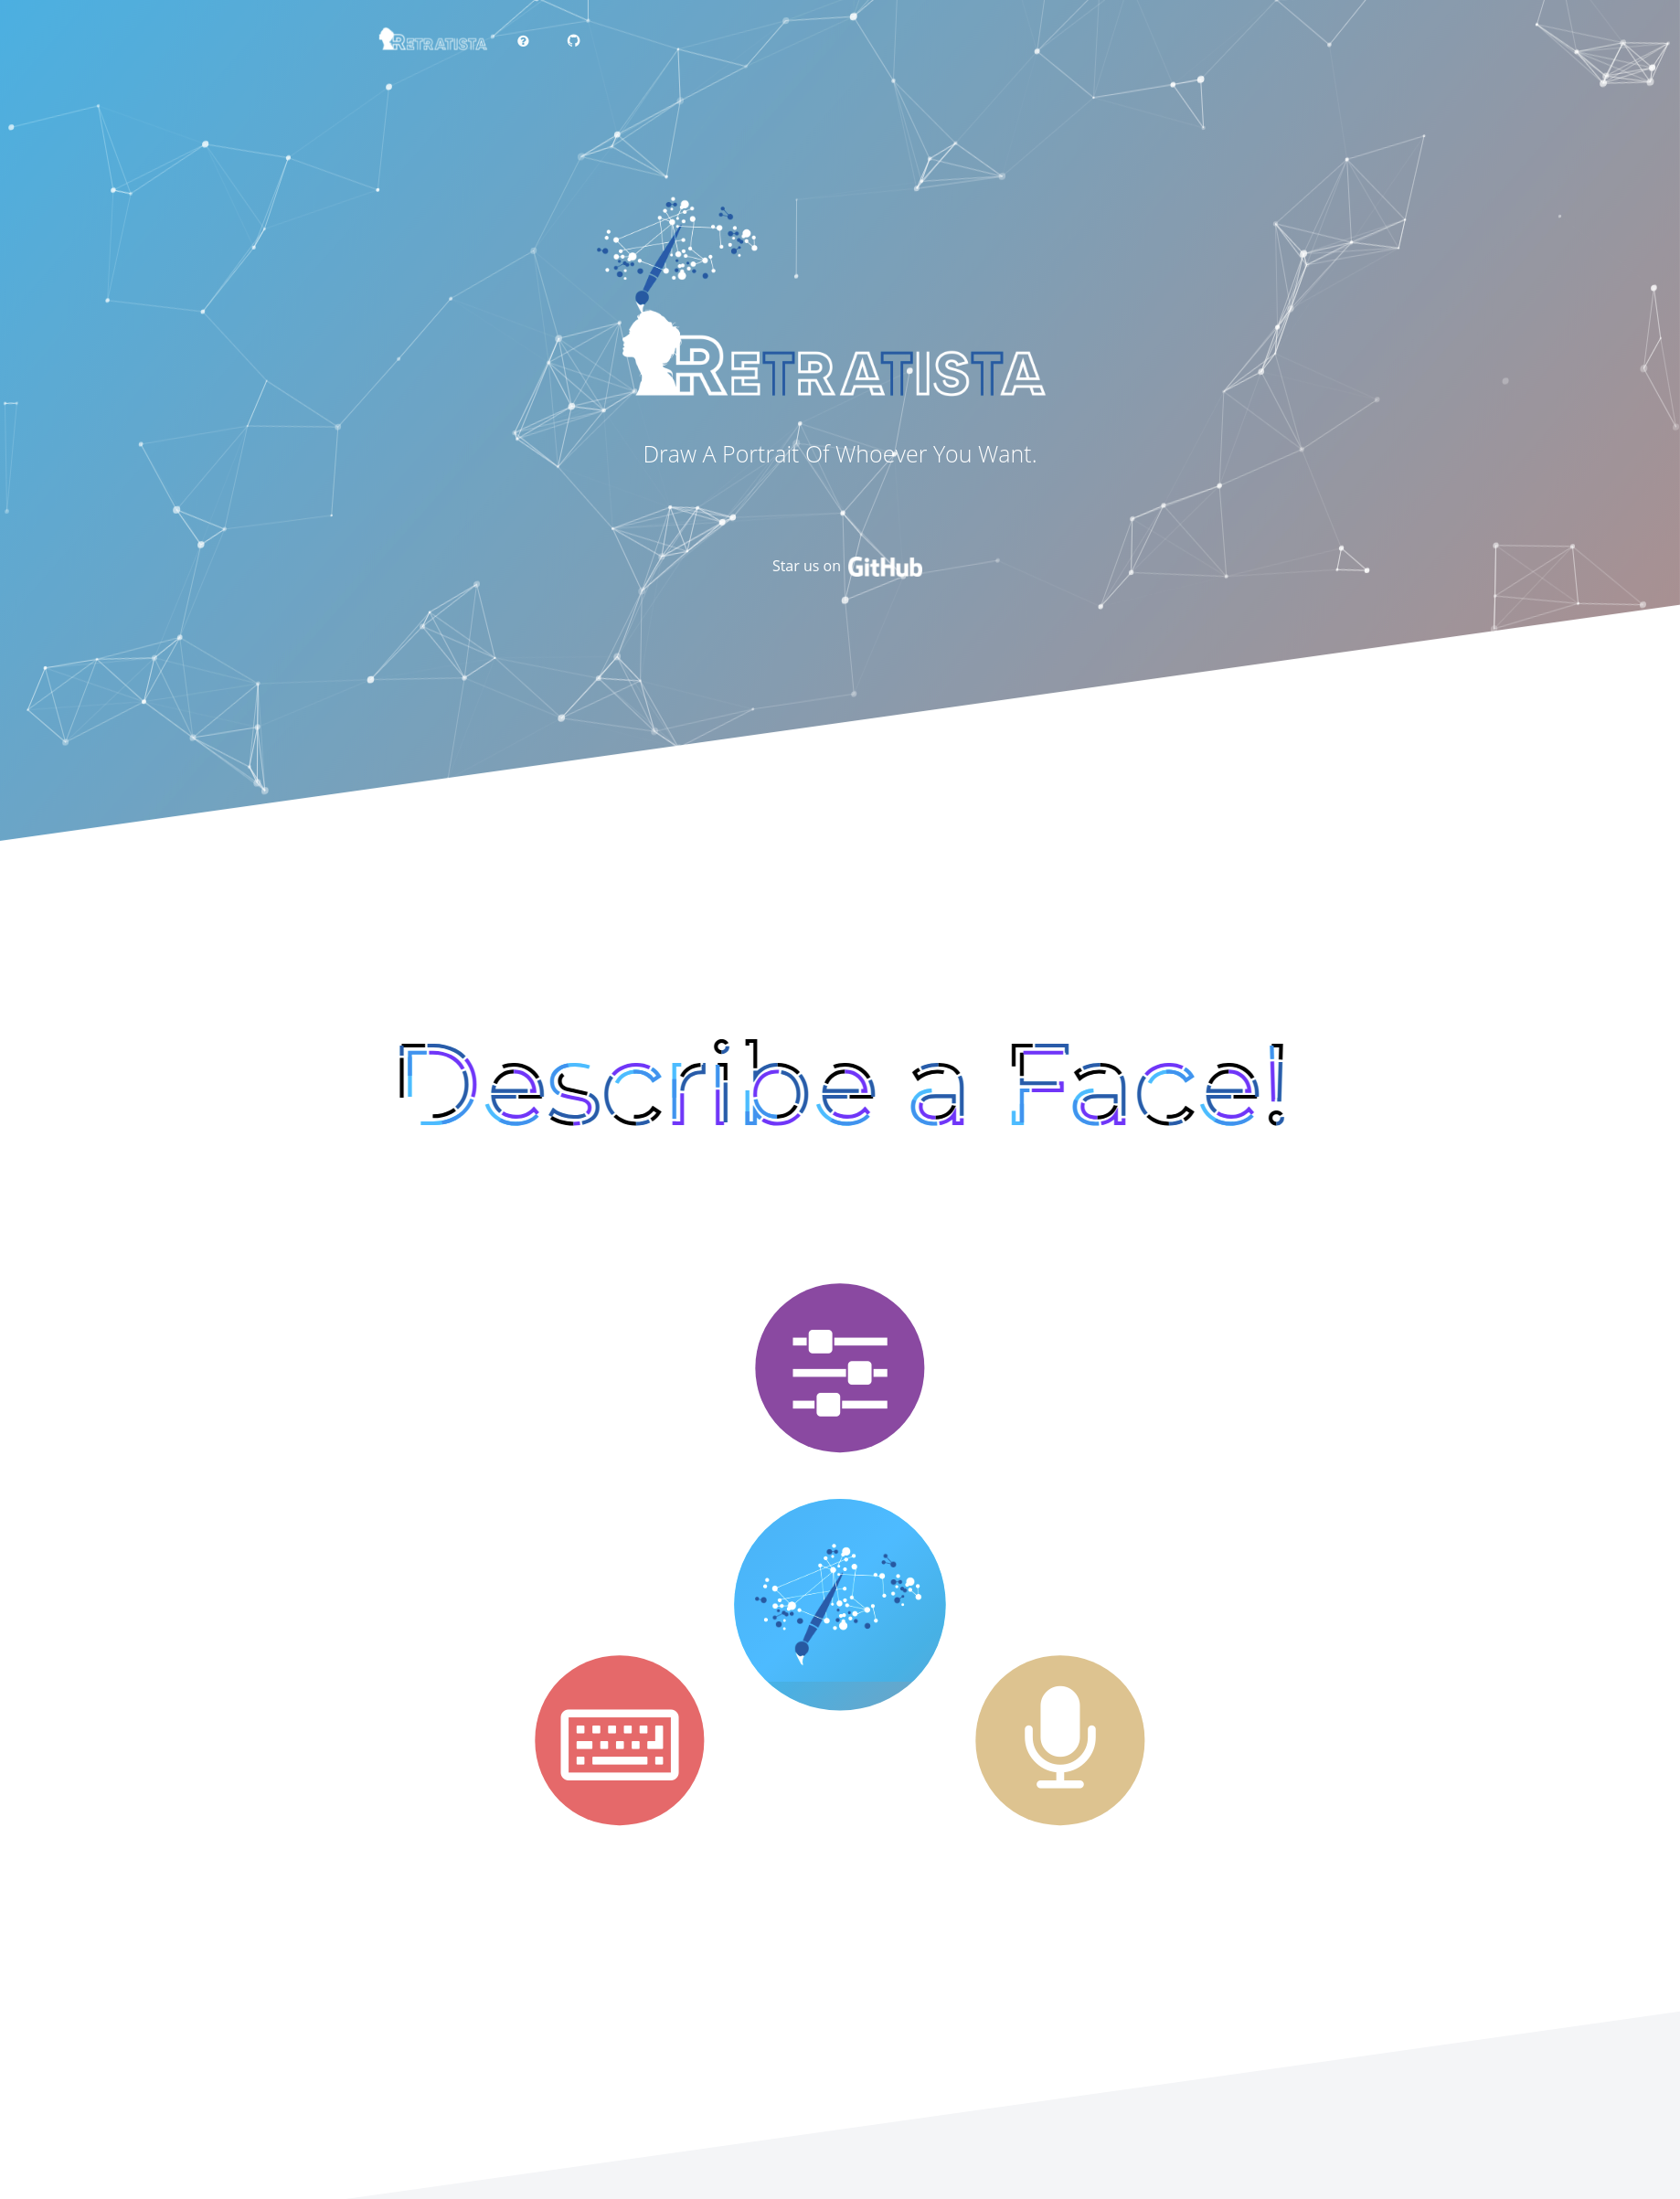 RETRATISTA
RETRATISTA
Draw A Portrait Of Whoever You Want.
Star us on GitHub
Describe a Face!